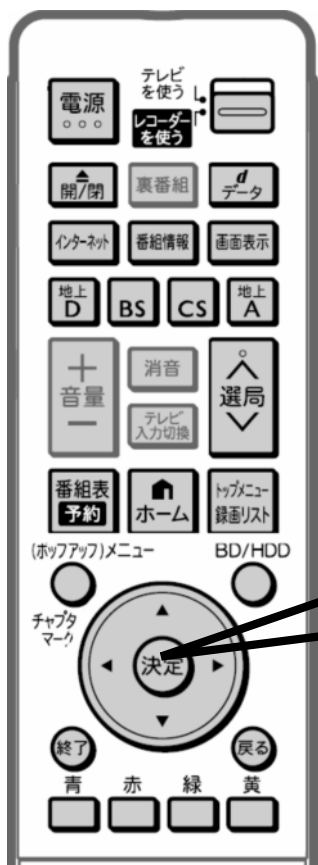 テレビ
を使う
電源
レコーダー
を使う
開/閉
裏番組
d
データ
インターネット
番組情報
画面表示
地上
D
BS
CS
地上
A
+
音量
-
消音
テレビ
入力切換
選局
番組表
予約
ホーム
トップメニュー
録画リスト
(ポップアップ)メニュー
BD/HDD
チャプタ
マーク
決定
終了
戻る
青 赤 緑 黄